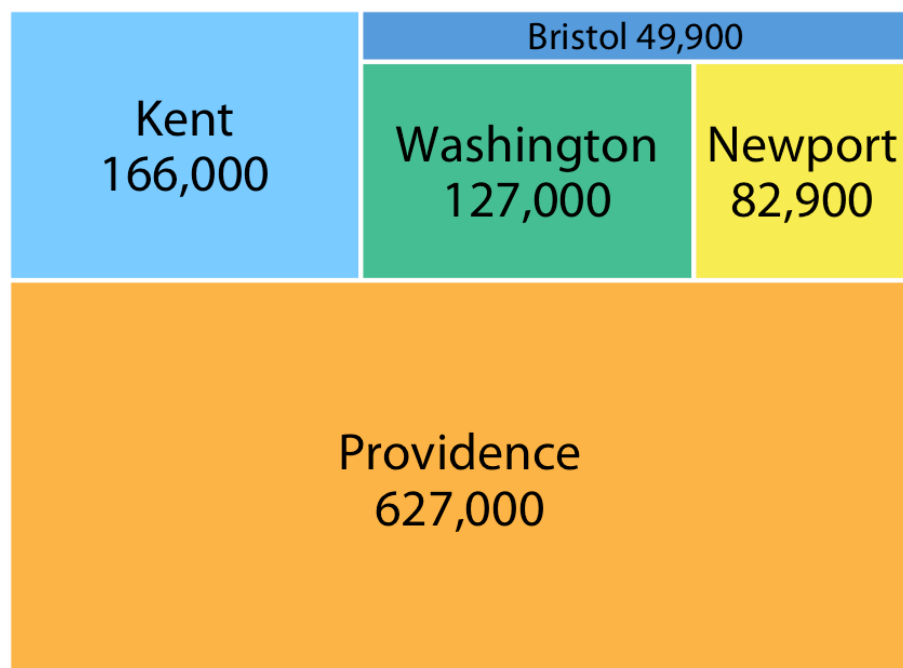 Kent
166,000
Bristol 49,900
Washington
127,000
Newport
82,900
Providence
627,000